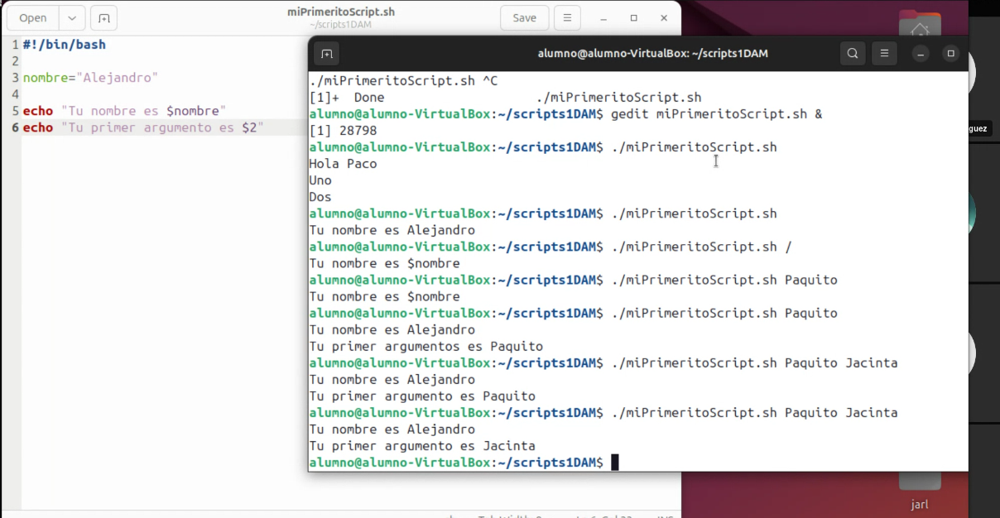 Open
miPrimeritoScript.sh
~/scripts1DAM
Save
1 #!/bin/bash
2
3 nombre="Alejandro"
4
5 echo "Tu nombre es $nombre"
6 echo "Tu primer argumento es $2"
alumno@alumno-VirtualBox: ~/scripts1DAM
./miPrimeritoScript.sh ^C
[1]+  Done                    ./miPrimeritoScript.sh
alumno@alumno-VirtualBox:~/scripts1DAM$ gedit miPrimeritoScript.sh &
[1] 28798
alumno@alumno-VirtualBox:~/scripts1DAM$ ./miPrimeritoScript.sh
Hola Paco
Uno
Dos
alumno@alumno-VirtualBox:~/scripts1DAM$ ./miPrimeritoScript.sh
Tu nombre es Alejandro
alumno@alumno-VirtualBox:~/scripts1DAM$ ./miPrimeritoScript.sh /
Tu nombre es $nombre
alumno@alumno-VirtualBox:~/scripts1DAM$ ./miPrimeritoScript.sh Paquito
Tu nombre es $nombre
alumno@alumno-VirtualBox:~/scripts1DAM$ ./miPrimeritoScript.sh Paquito
Tu nombre es Alejandro
Tu primer argumentos es Paquito
alumno@alumno-VirtualBox:~/scripts1DAM$ ./miPrimeritoScript.sh Paquito Jacinta
Tu nombre es Alejandro
Tu primer argumento es Paquito
alumno@alumno-VirtualBox:~/scripts1DAM$ ./miPrimeritoScript.sh Paquito Jacinta
Tu nombre es Alejandro
Tu primer argumento es Jacinta
alumno@alumno-VirtualBox:~/scripts1DAM$
guez
jarl